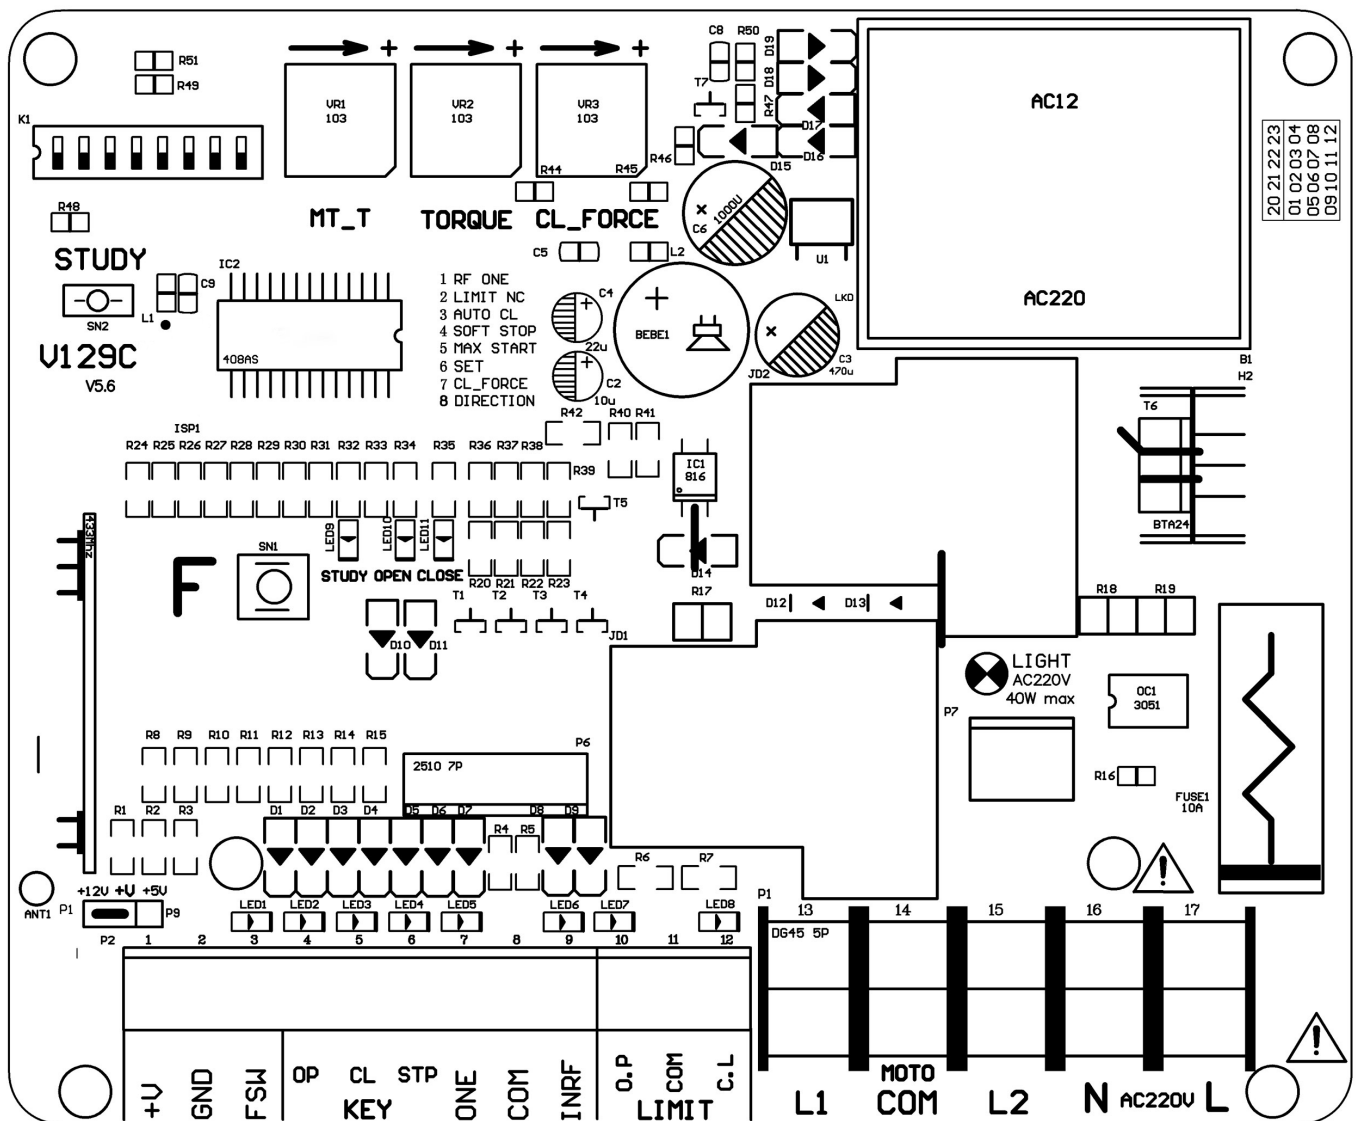 C8 R50 D19
R51
R49
K1
VR1
103
VR2
103
VR3
103
T7
D18
R47
D17
D16
AC12
20 21 22 23
01 02 03 04
05 06 07 08
09 10 11 12
R44
R45
R46
D15
R48
MT_T
TORQUE
CL_FORCE
1000U
C6
U1
STUDY
C9
L1
SN2
IC2
408AS
C5
L2
V129C
V5.6
1 RF ONE
2 LIMIT NC
3 AUTO CL
4 SOFT STOP
5 MAX START
6 SET
7 CL_FORCE
8 DIRECTION
C4
22u
C2
10u
BEBE1
LKO
AC220
JD2
C3
470u
B1
H2
T6
BTA24
ISP1
R24 R25 R26 R27 R28 R29 R30 R31 R32 R33 R34 R35 R36 R37 R38
R42
R40 R41
R39
IC1
816
T5
433Mhz
SN1
F
LED9
LED10
LED11
STUDY OPEN CLOSE
R20 R21 R22 R23
D14
R17
T1 T2 T3 T4
JD1
D12
D13
R18
R19
D10
D11
LIGHT
AC220V
40W max
OC1
3051
P7
R8 R9 R10 R11 R12 R13 R14 R15
P6
2510 7P
R16
FUSE1
10A
R1 R2 R3
D1 D2 D3 D4 D5 D6 D7 D8 D9
R4 R5
R6
R7
+12V +V +5V
ANT1
P1
P9
LED1 LED2 LED3 LED4 LED5 LED6 LED7 LED8
P1
13 14 15 16 17
DG45 5P
P2
1 2 3 4 5 6 7 8 9 10 11 12
+V
GND
FSW
OP CL STP
KEY
ONE
COM
INRF
O.P
COM
C.L
LIMIT
L1
MOTO
COM
L2
N AC220V L